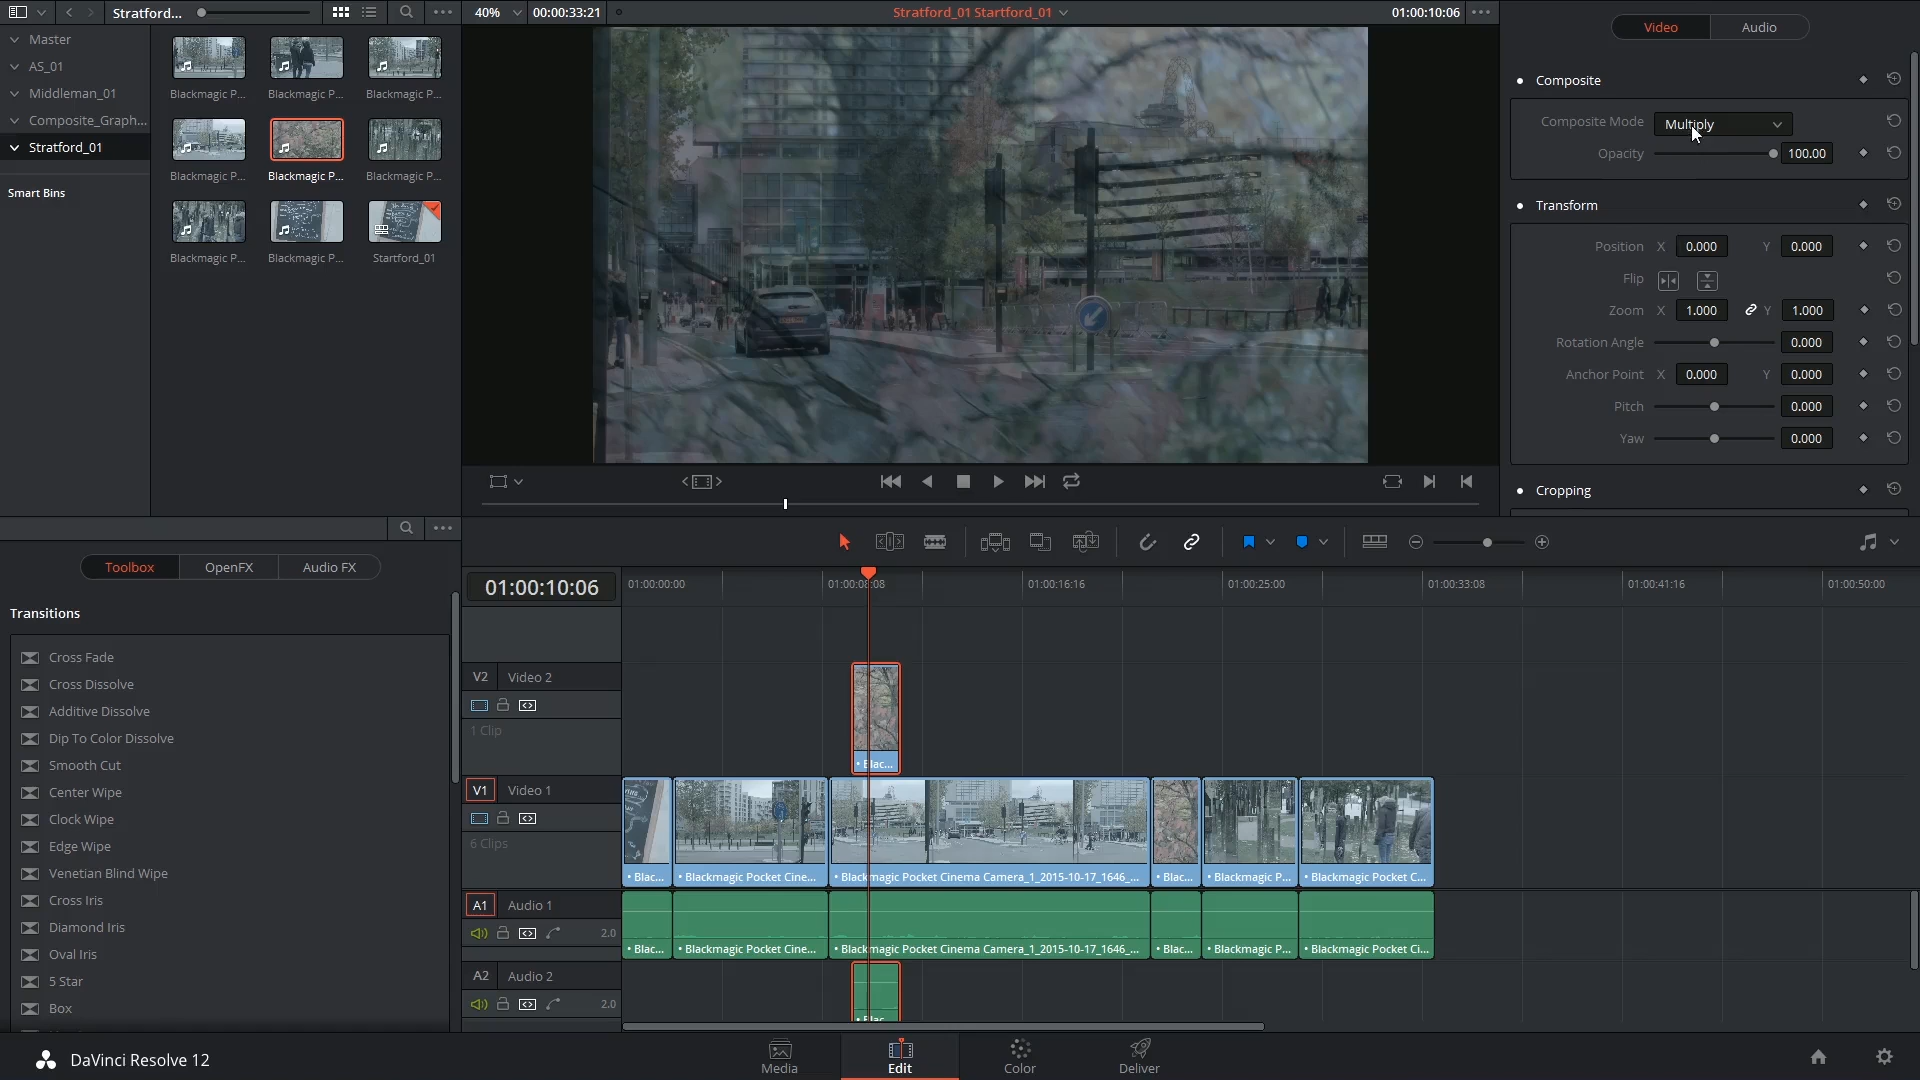 Stratford...
40%
00:00:33:21
Stratford_01 Startford_01
01:00:10:06
Video
Audio
Master
AS_01
Middleman_01
Composite_Graph...
Stratford_01
Smart Bins
Blackmagic P...
Blackmagic P...
Blackmagic P...
Blackmagic P...
Blackmagic P...
Blackmagic P...
Blackmagic P...
Blackmagic P...
Startford_01
Composite
Composite Mode
Multiply
Opacity
100.00
Transform
Position X 0.000 Y 0.000
Flip
Zoom X 1.000 Y 1.000
Rotation Angle 0.000
Anchor Point X 0.000 Y 0.000
Pitch 0.000
Yaw 0.000
Cropping
Toolbox
OpenFX
Audio FX
Transitions
Cross Fade
Cross Dissolve
Additive Dissolve
Dip To Color Dissolve
Smooth Cut
Center Wipe
Clock Wipe
Edge Wipe
Venetian Blind Wipe
Cross Iris
Diamond Iris
Oval Iris
5 Star
Box
01:00:10:06
01:00:00:00
01:00:08:08
01:00:16:16
01:00:25:00
01:00:33:08
01:00:41:16
01:00:50:00
V2 Video 2
1 Clip
• Blac...
V1 Video 1
6 Clips
• Blac...
• Blackmagic Pocket Cine...
• Blackmagic Pocket Cinema Camera_1_2015-10-17_1646_...
• Blac...
• Blackmagic P...
• Blackmagic Pocket C...
A1 Audio 1
2.0
• Blac...
• Blackmagic Pocket Cine...
• Blackmagic Pocket Cinema Camera_1_2015-10-17_1646_...
• Blac...
• Blackmagic P...
• Blackmagic Pocket Ci...
A2 Audio 2
2.0
• Blac...
DaVinci Resolve 12
Media
Edit
Color
Deliver